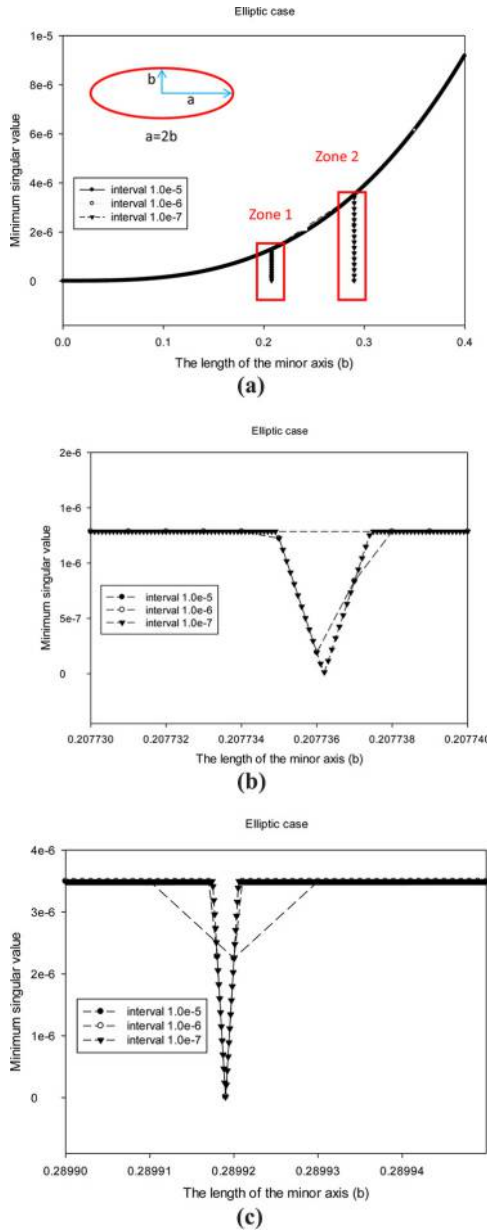 Elliptic case
1e-5
8e-6
6e-6
4e-6
2e-6
0
Minimum singular value
b
a
a=2b
Zone 2
Zone 1
interval 1.0e-5
interval 1.0e-6
interval 1.0e-7
0.0 0.1 0.2 0.3 0.4
The length of the minor axis (b)
(a)
Elliptic case
2e-6
1e-6
1e-6
5e-7
0
Minimum singular value
interval 1.0e-5
interval 1.0e-6
interval 1.0e-7
0.207730 0.207732 0.207734 0.207736 0.207738 0.207740
The length of the minor axis (b)
(b)
Elliptic case
4e-6
3e-6
2e-6
1e-6
0
Minimum singular value
interval 1.0e-5
interval 1.0e-6
interval 1.0e-7
0.28990 0.28991 0.28992 0.28993 0.28994
The length of the minor axis (b)
(c)